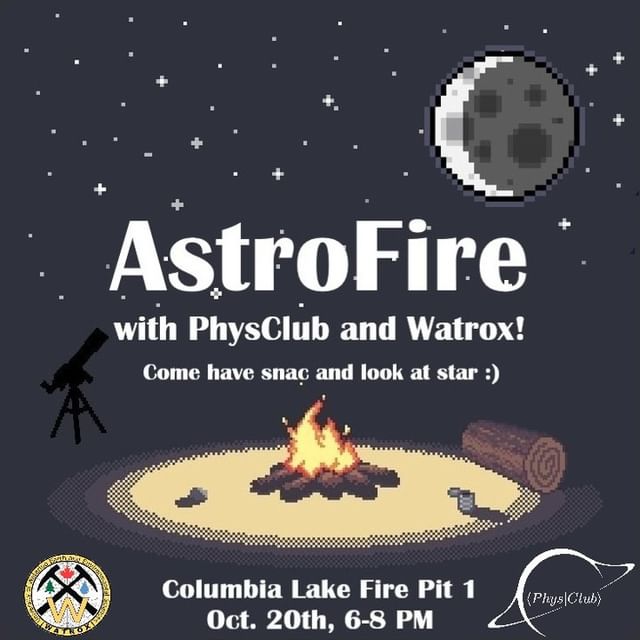 AstroFire
with PhysClub and Watrox!
Come have snac and look at star :)
Columbia Lake Fire Pit 1
Oct. 20th, 6-8 PM
W
WATROX
⟨Phys|Club⟩